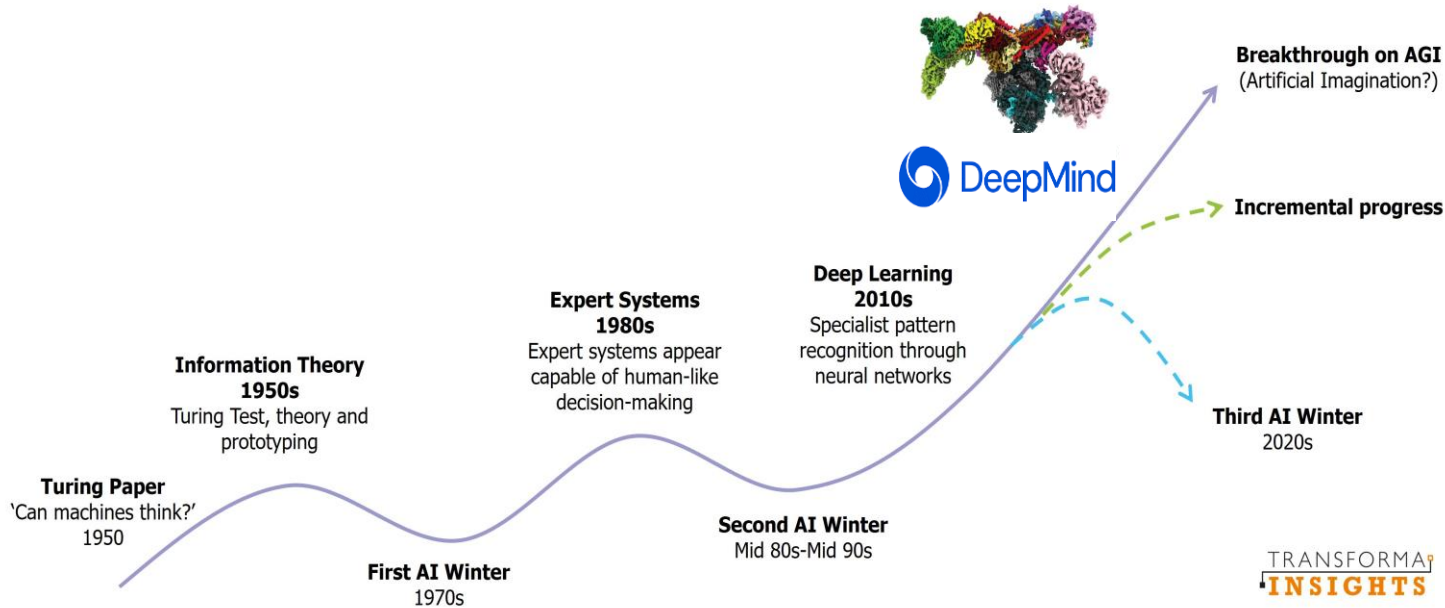 Turing Paper
‘Can machines think?’
1950
Information Theory
1950s
Turing Test, theory and
prototyping
First AI Winter
1970s
Expert Systems
1980s
Expert systems appear
capable of human-like
decision-making
Second AI Winter
Mid 80s-Mid 90s
Deep Learning
2010s
Specialist pattern
recognition through
neural networks
DeepMind
Breakthrough on AGI
(Artificial Imagination?)
Incremental progress
Third AI Winter
2020s
TRANSFORMA
INSIGHTS